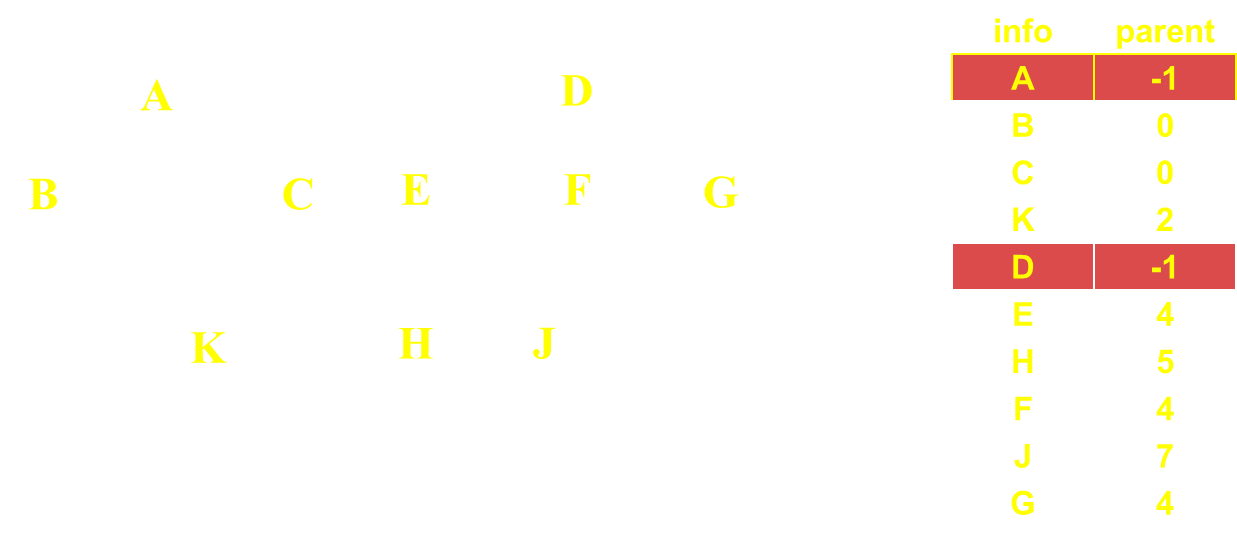 A D
B C E F G
K H J
info parent
A -1
B 0
C 0
K 2
D -1
E 4
H 5
F 4
J 7
G 4